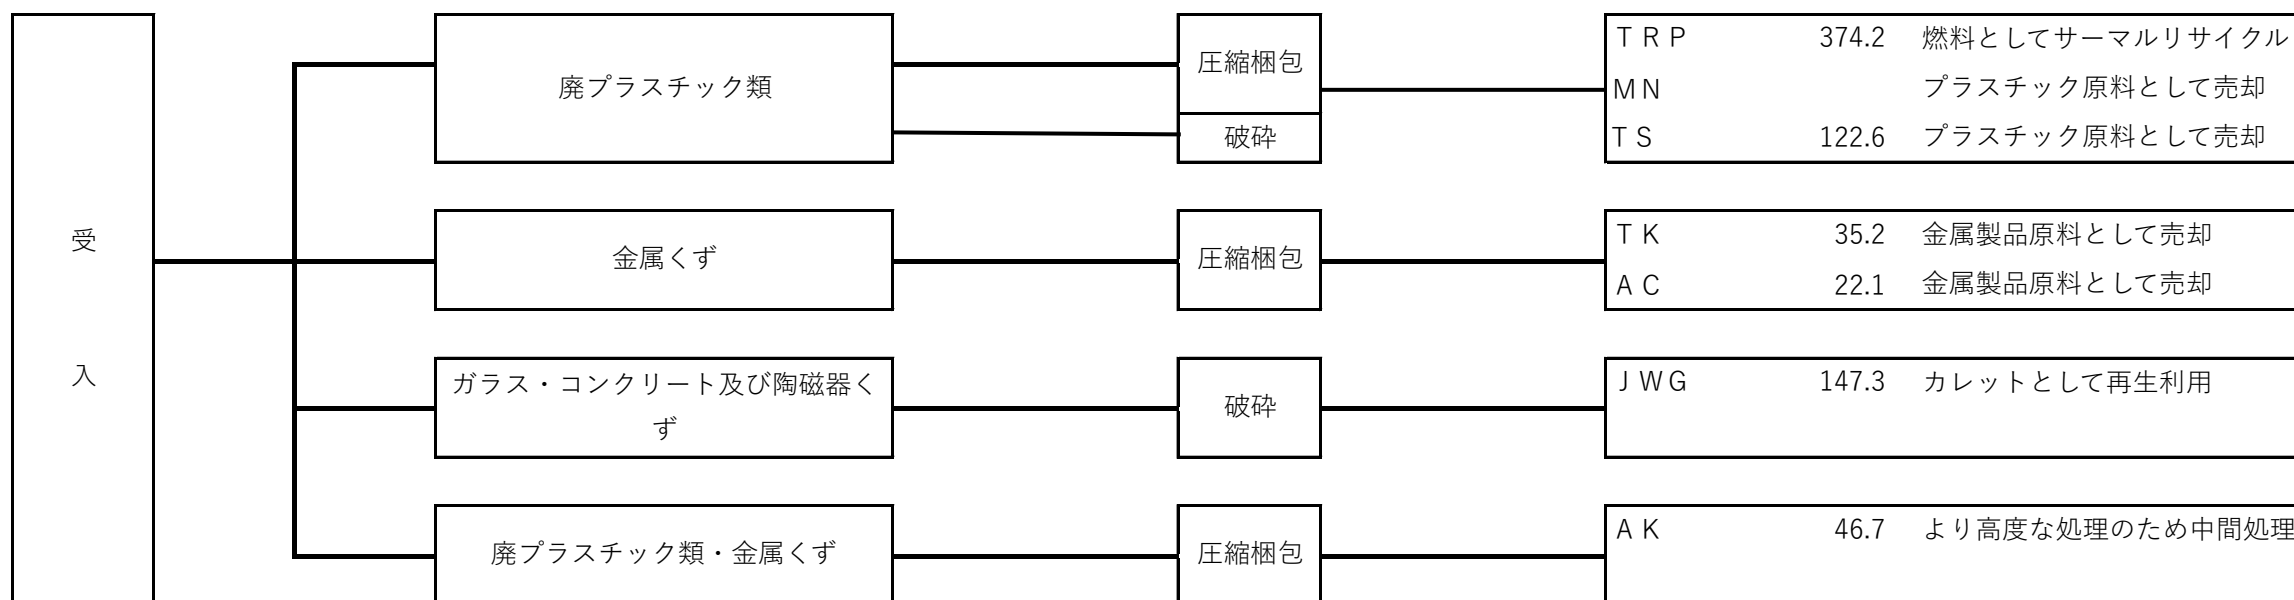 受
入
廃プラスチック類
圧縮梱包
破砕
ＴＲＰ 374.2 燃料としてサーマルリサイクル
ＭＮ プラスチック原料として売却
ＴＳ 122.6 プラスチック原料として売却
金属くず
圧縮梱包
ＴＫ 35.2 金属製品原料として売却
ＡＣ 22.1 金属製品原料として売却
ガラス・コンクリート及び陶磁器く
ず
破砕
ＪＷＧ 147.3 カレットとして再生利用
廃プラスチック類・金属くず
圧縮梱包
ＡＫ 46.7 より高度な処理のため中間処理